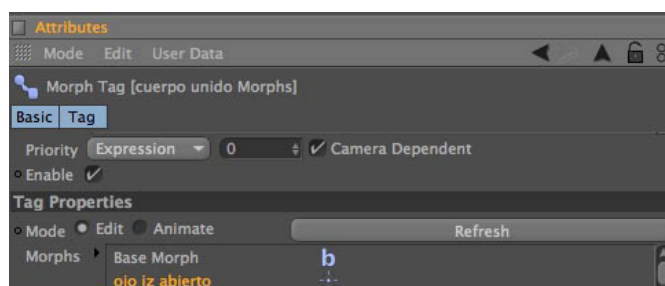 Attributes
Mode Edit User Data
Morph Tag [cuerpo unido Morphs]
Basic Tag
Priority Expression 0 Camera Dependent
Enable
Tag Properties
Mode Edit Animate Refresh
Morphs Base Morph b
ojo iz abierto